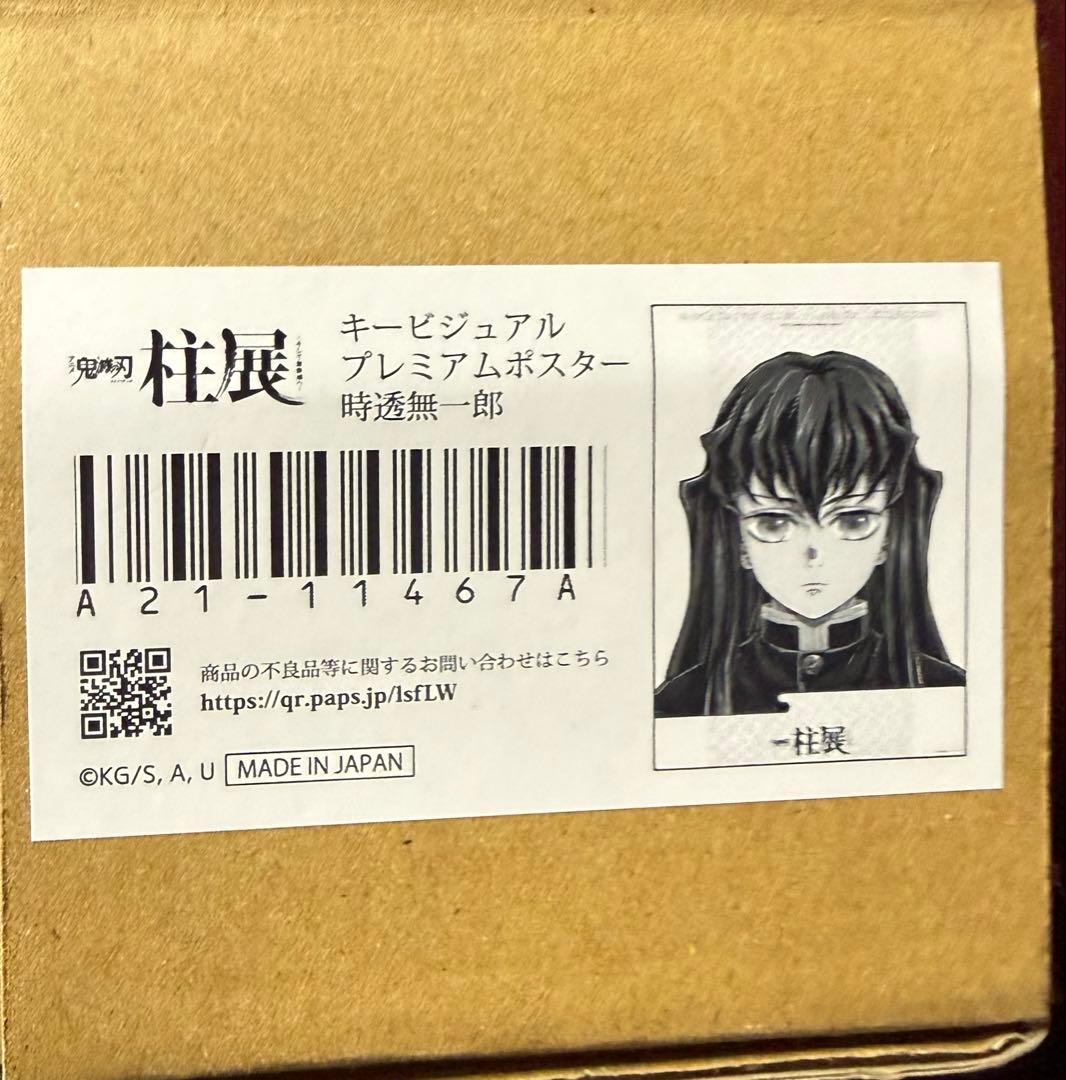 鬼滅の刃 柱展
キービジュアル
プレミアムポスター
時透無一郎
A21-11467A
商品の不良品等に関するお問い合わせはこちら
https://qr.paps.jp/lsfLW
©KG/S, A, U MADE IN JAPAN
柱展